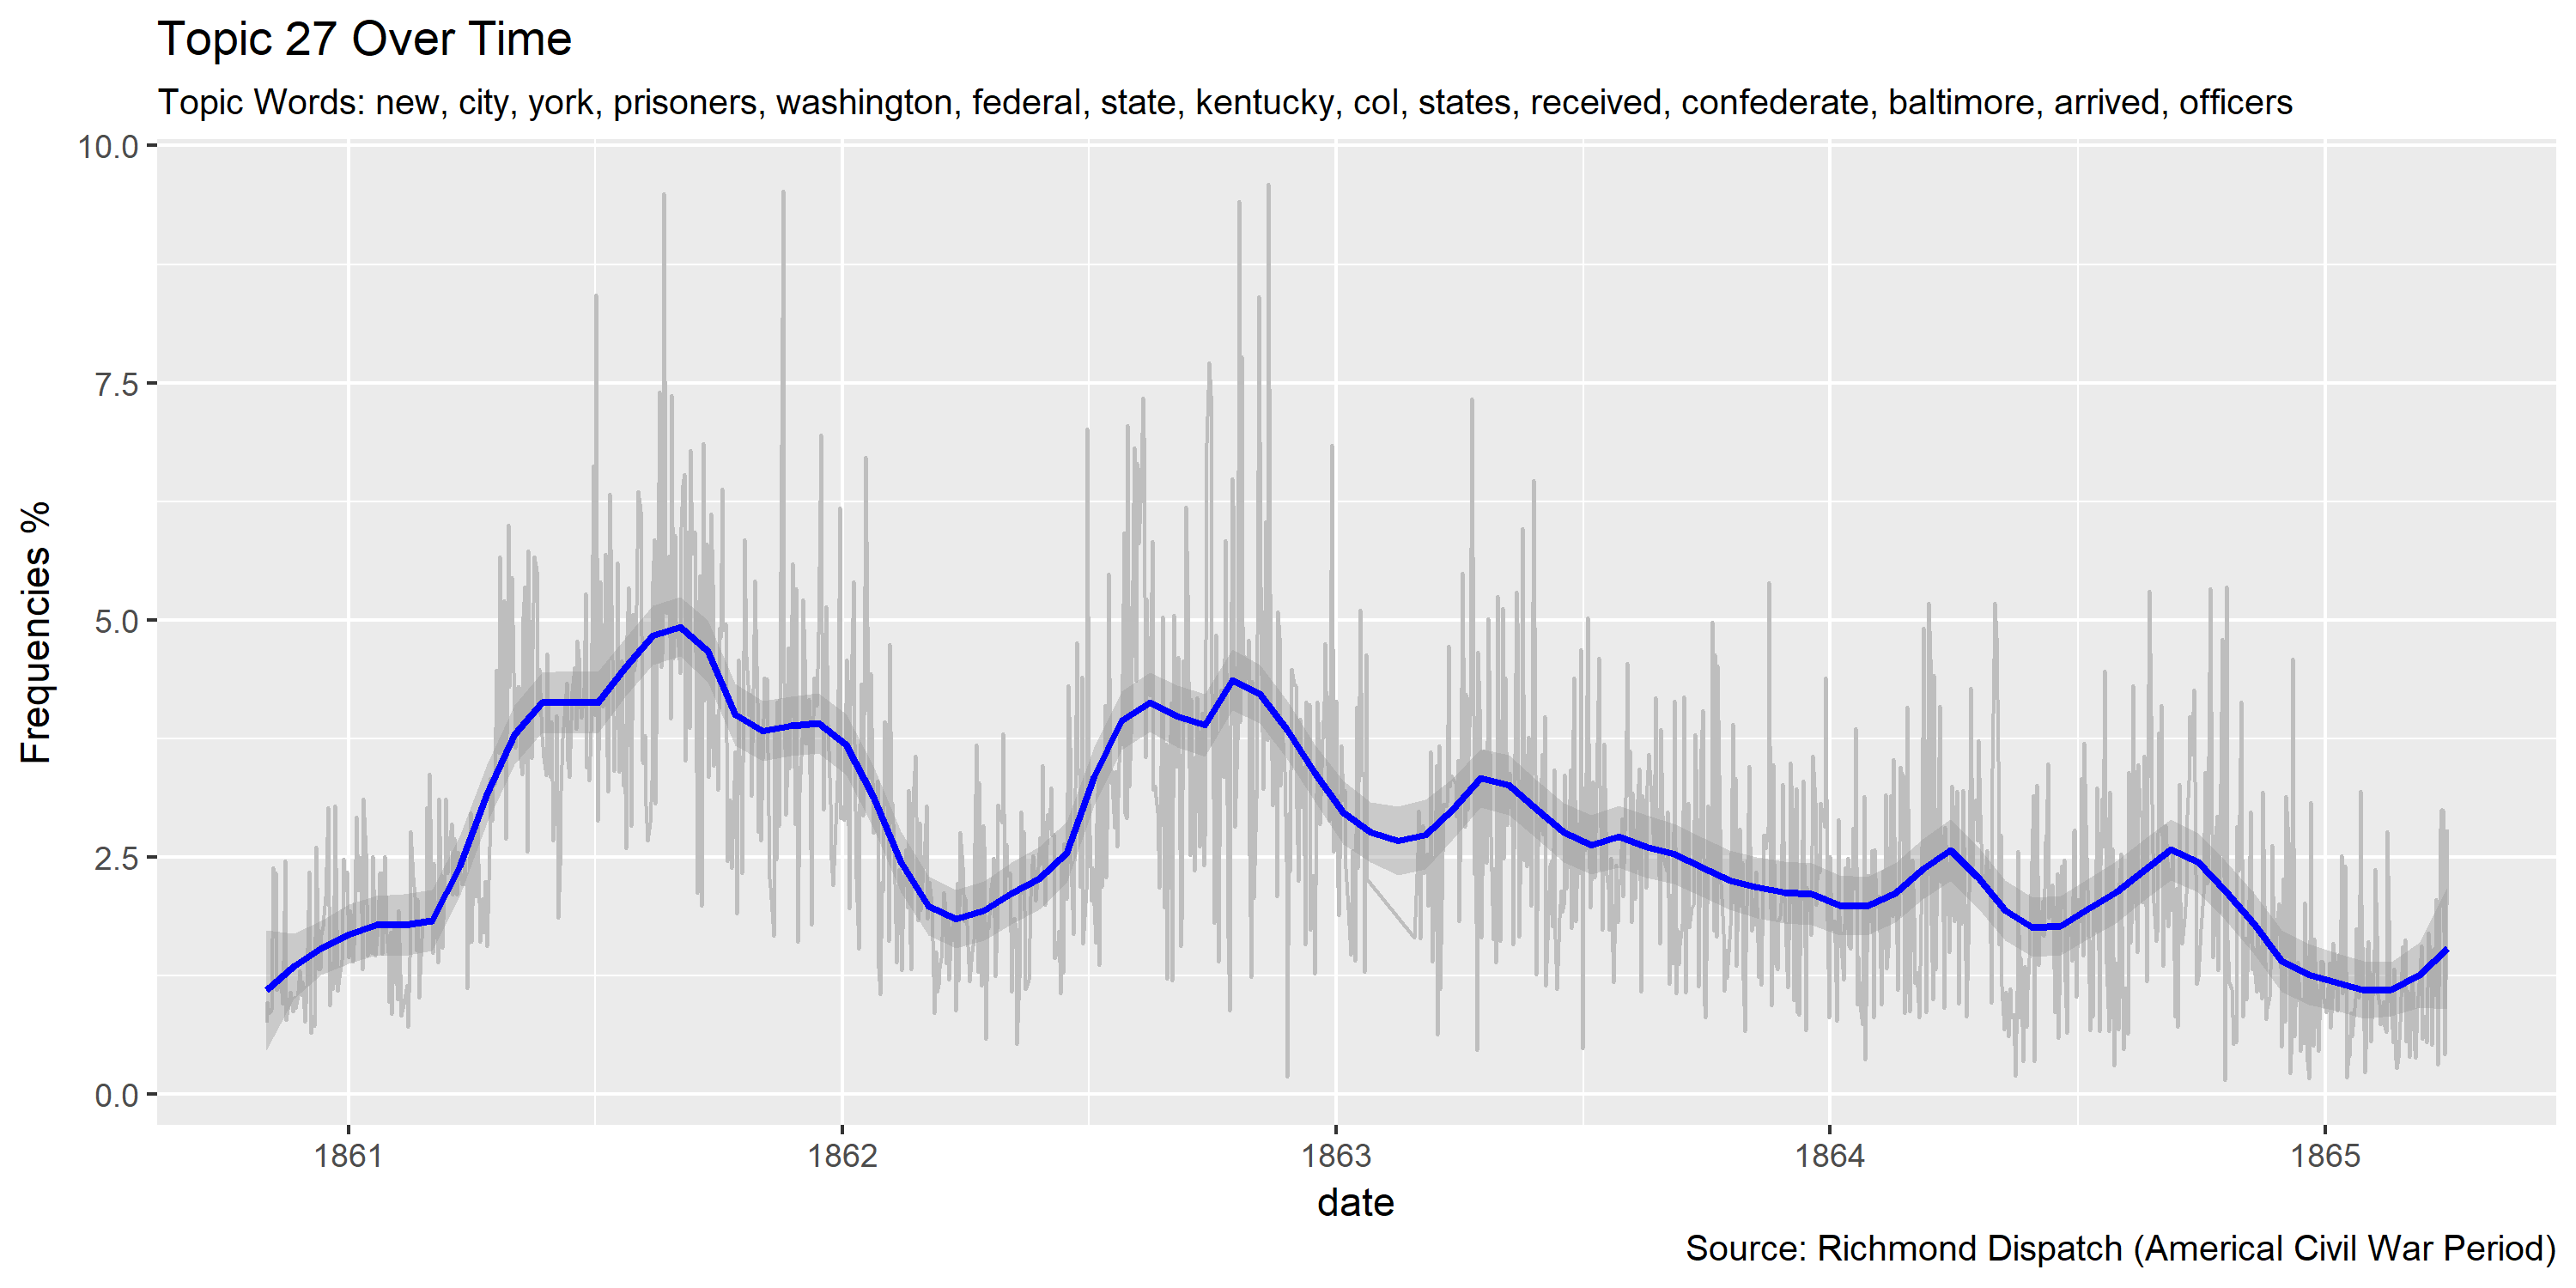 Topic 27 Over Time
Topic Words: new, city, york, prisoners, washington, federal, state, kentucky, col, states, received, confederate, baltimore, arrived, officers
Frequencies %
10.0
7.5
5.0
2.5
0.0
1861 1862 1863 1864 1865
date
Source: Richmond Dispatch (Americal Civil War Period)